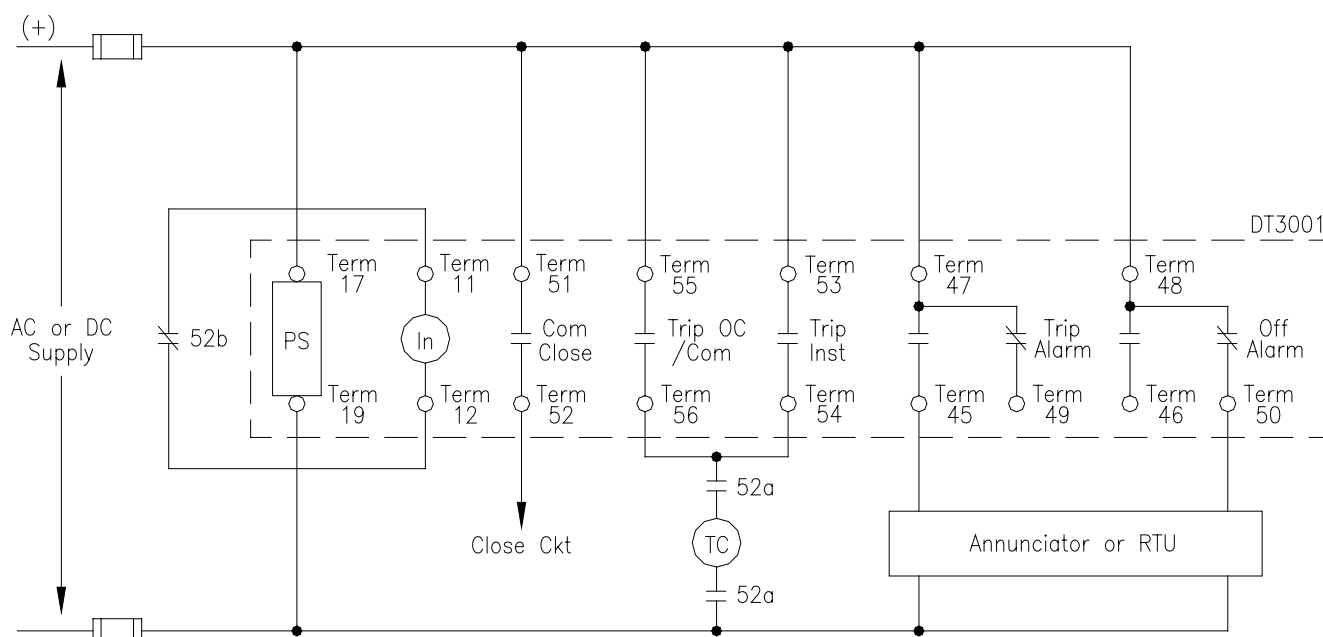 (+)
DT3001
Term
17
Term
11
Term
51
Term
55
Term
53
Term
47
Term
48
AC or DC
Supply
52b
PS
In
Com
Close
Trip OC
/Com
Trip
Inst
Trip
Alarm
Off
Alarm
Term
19
Term
12
Term
52
Term
56
Term
54
Term
45
Term
49
Term
46
Term
50
52a
Close Ckt
TC
Annunciator or RTU
52a